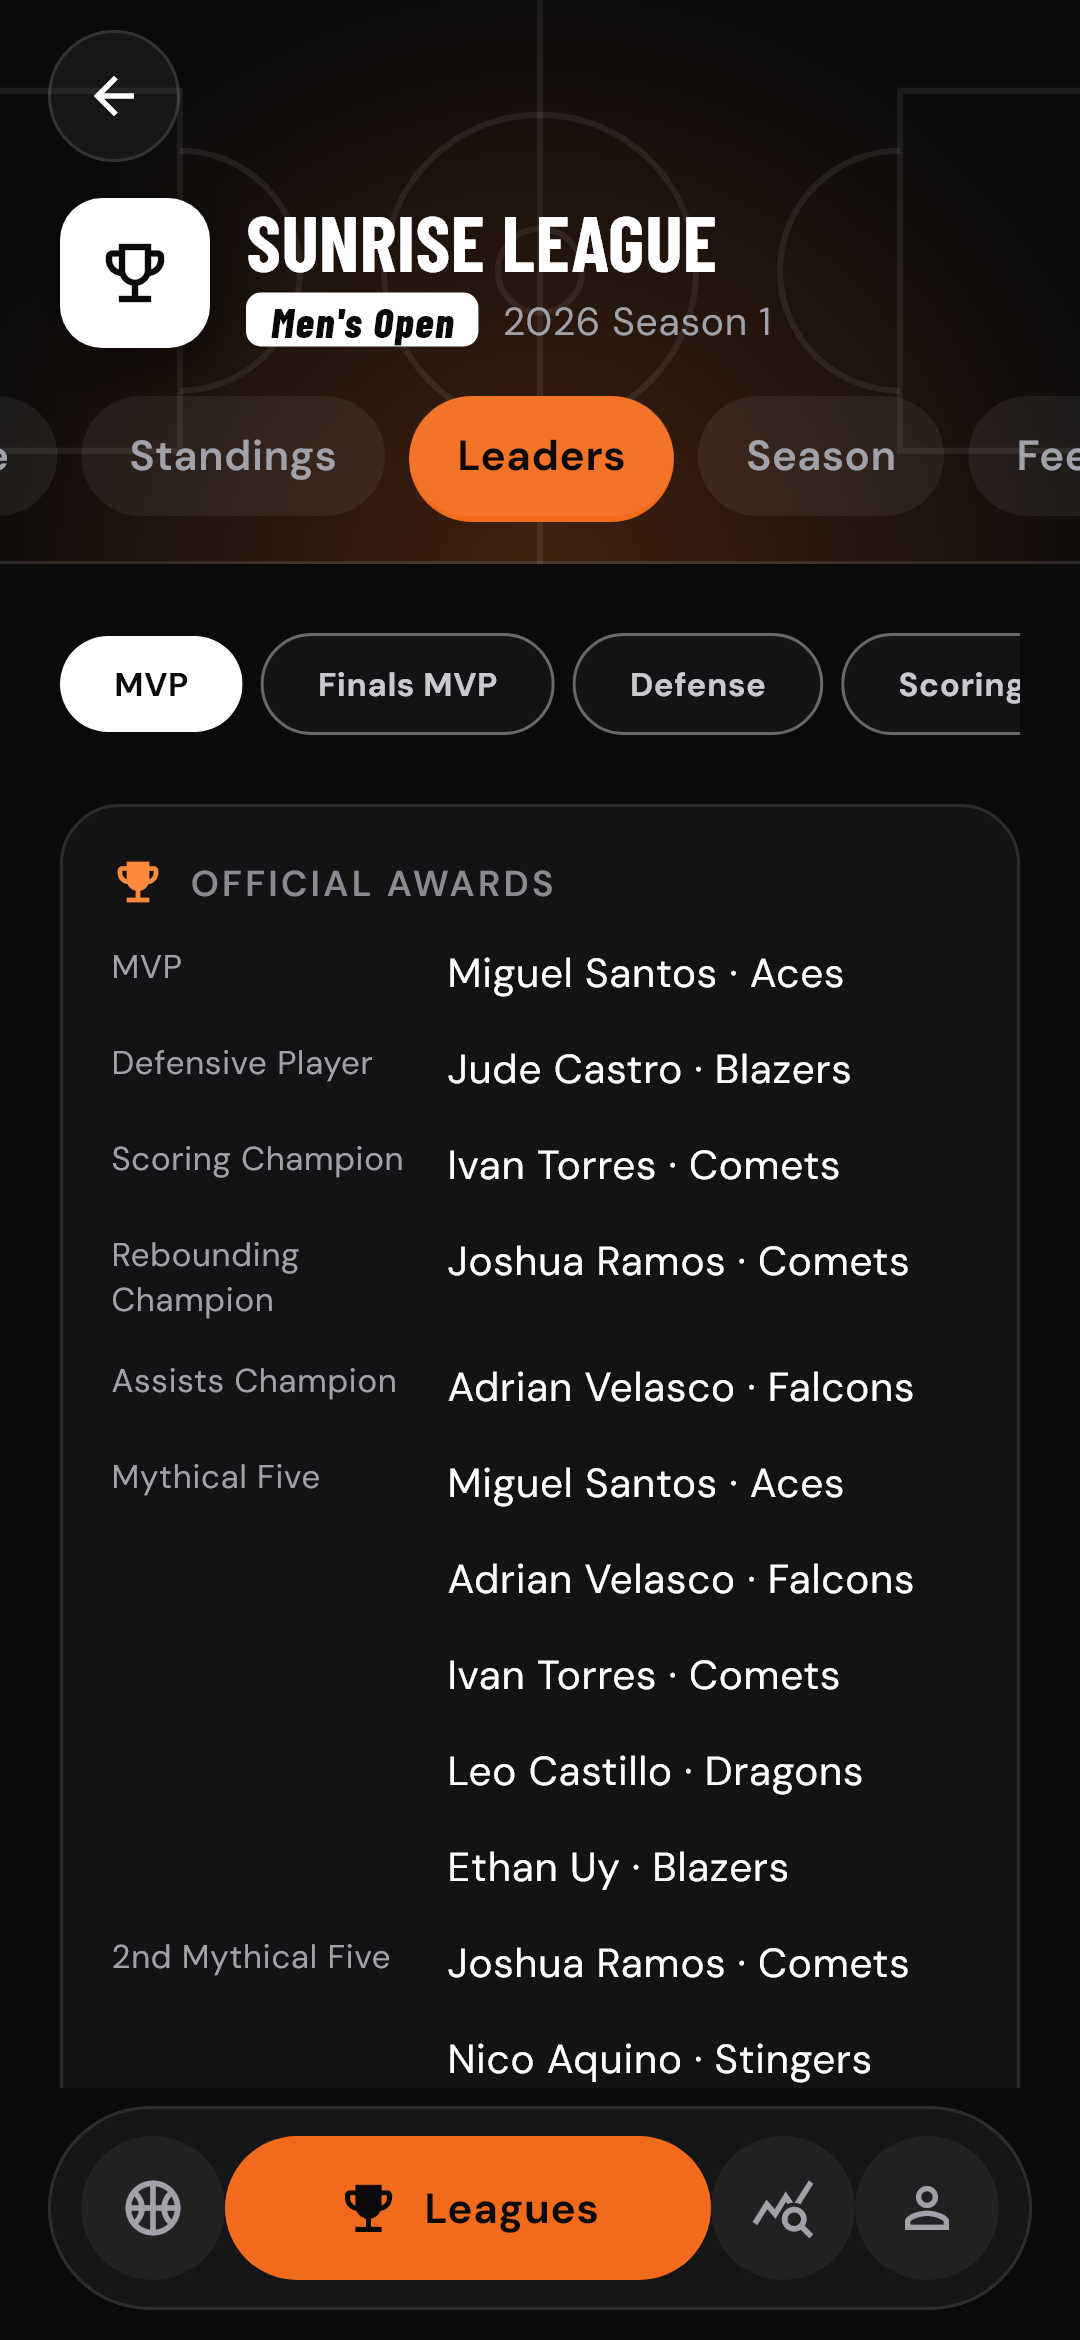 SUNRISE LEAGUE
Men's Open 2026 Season 1
e Standings Leaders Season Fee
MVP Finals MVP Defense Scoring
OFFICIAL AWARDS
MVP Miguel Santos · Aces
Defensive Player Jude Castro · Blazers
Scoring Champion Ivan Torres · Comets
Rebounding Joshua Ramos · Comets
Champion
Assists Champion Adrian Velasco · Falcons
Mythical Five Miguel Santos · Aces
Adrian Velasco · Falcons
Ivan Torres · Comets
Leo Castillo · Dragons
Ethan Uy · Blazers
2nd Mythical Five Joshua Ramos · Comets
Nico Aquino · Stingers
Leagues